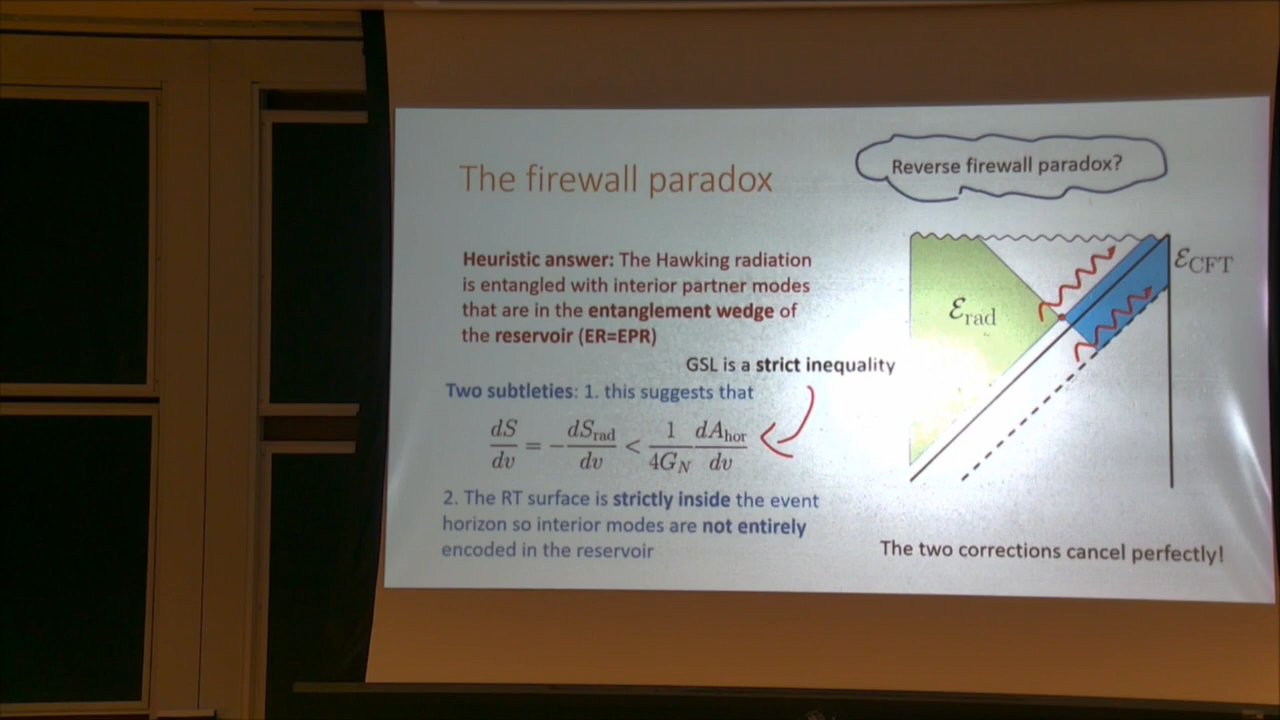 The firewall paradox
Reverse firewall paradox?
Heuristic answer: The Hawking radiation
is entangled with interior partner modes
that are in the entanglement wedge of
the reservoir (ER=EPR)
GSL is a strict inequality
Two subtleties: 1. this suggests that
dS/dv = −dS_rad/dv < 1/4G_N dA_hor/dv
2. The RT surface is strictly inside the event
horizon so interior modes are not entirely
encoded in the reservoir
ℰ_rad
ℰ_CFT
The two corrections cancel perfectly!